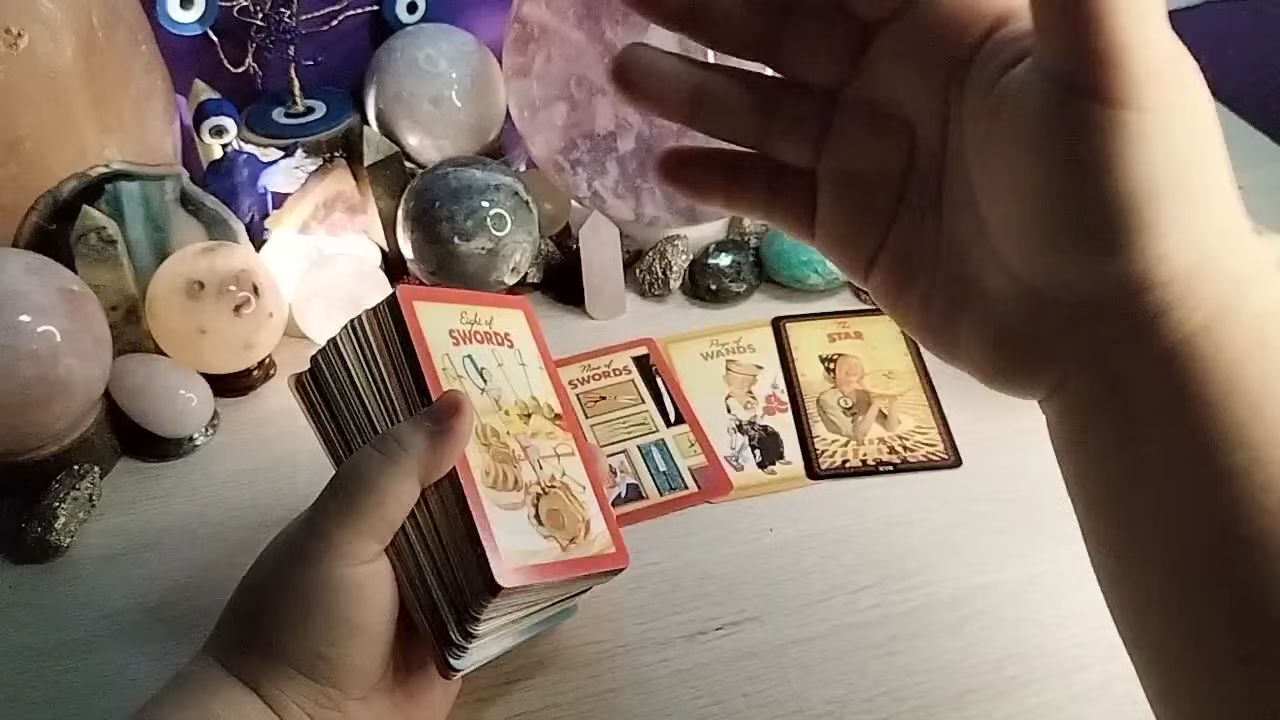 Eight of
SWORDS
Nine of
SWORDS
Page of
WANDS
The
STAR